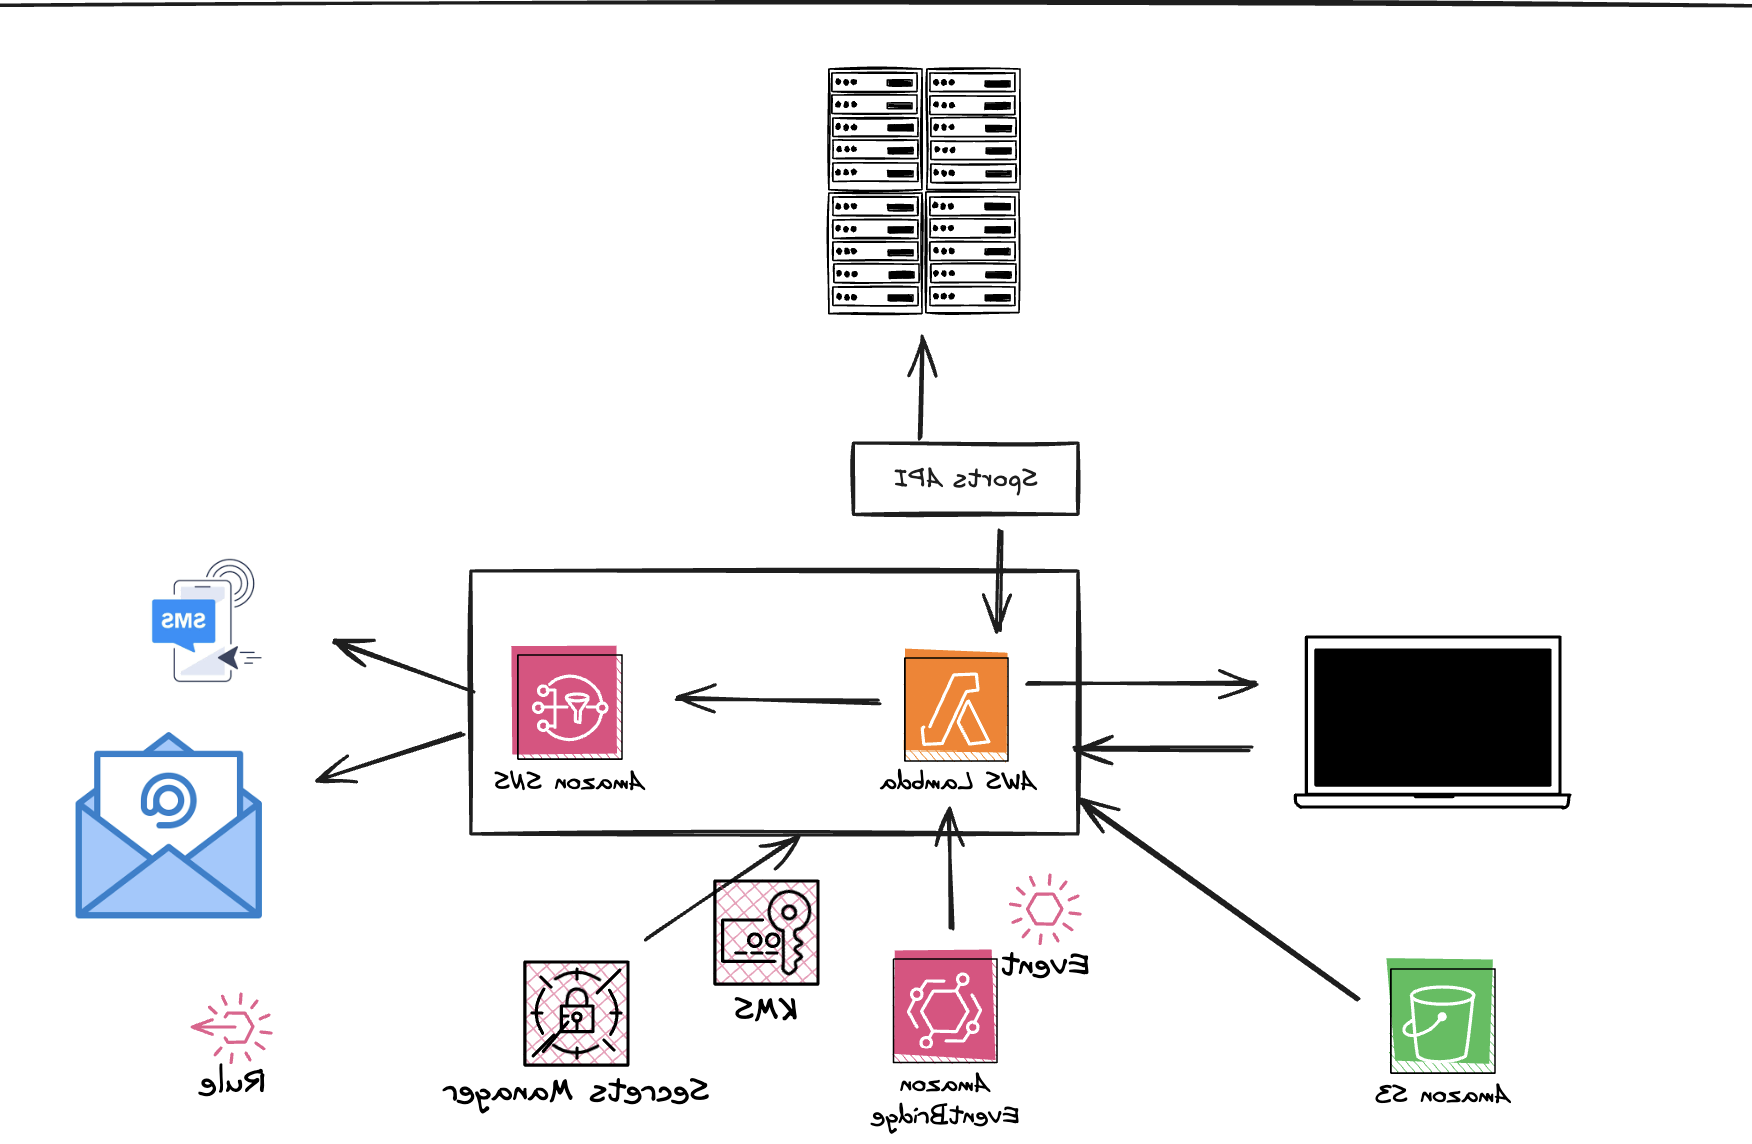 Sports API
SMS
Amazon SNS
AWS Lambda
Event
KMS
Rule
Secrets Manager
Amazon
EventBridge
Amazon S3